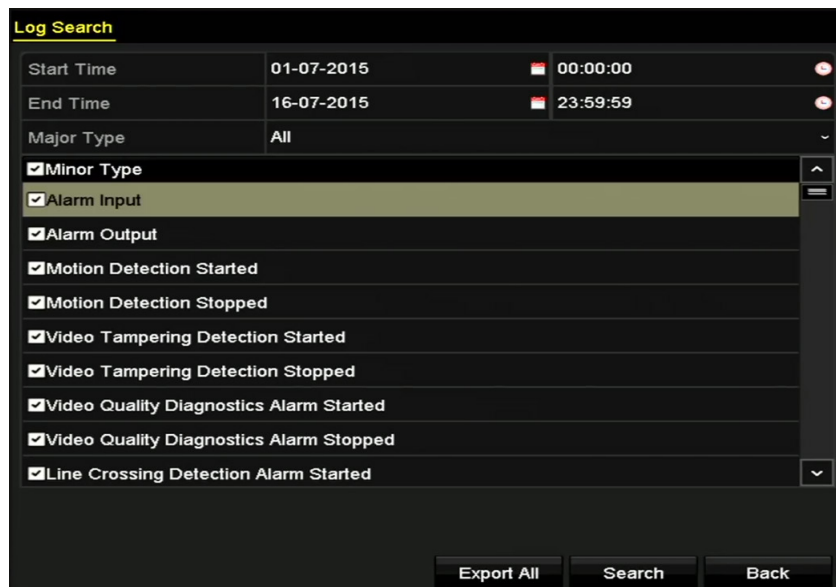 Log Search
Start Time 01-07-2015 00:00:00
End Time 16-07-2015 23:59:59
Major Type All
Minor Type
Alarm Input
Alarm Output
Motion Detection Started
Motion Detection Stopped
Video Tampering Detection Started
Video Tampering Detection Stopped
Video Quality Diagnostics Alarm Started
Video Quality Diagnostics Alarm Stopped
Line Crossing Detection Alarm Started
Export All Search Back